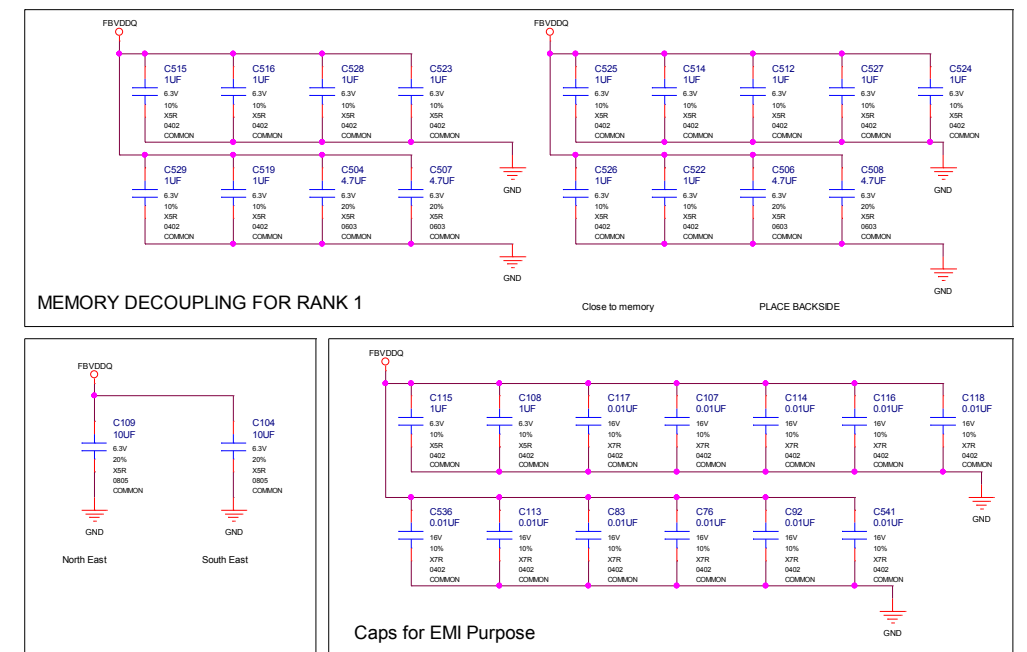 FBVDDQ
C515 C516 C528 C523
1UF 1UF 1UF 1UF
6.3V 6.3V 6.3V 6.3V
10% 10% 10% 10%
X5R X5R X5R X5R
0402 0402 0402 0402
COMMON COMMON COMMON COMMON
GND
C529 C519 C504 C507
1UF 1UF 4.7UF 4.7UF
6.3V 6.3V 6.3V 6.3V
10% 10% 20% 20%
X5R X5R X5R X5R
0402 0402 0603 0603
COMMON COMMON COMMON COMMON
GND
FBVDDQ
C525 C514 C512 C527 C524
1UF 1UF 1UF 1UF 1UF
6.3V 6.3V 6.3V 6.3V 6.3V
10% 10% 10% 10% 10%
X5R X5R X5R X5R X5R
0402 0402 0402 0402 0402
COMMON COMMON COMMON COMMON COMMON
GND
C526 C522 C506 C508
1UF 1UF 4.7UF 4.7UF
6.3V 6.3V 6.3V 6.3V
10% 10% 20% 20%
X5R X5R X5R X5R
0402 0402 0603 0603
COMMON COMMON COMMON COMMON
GND
MEMORY DECOUPLING FOR RANK 1
Close to memory
PLACE BACKSIDE
FBVDDQ
C109 C104
10UF 10UF
6.3V 6.3V
20% 20%
X5R X5R
0805 0805
COMMON COMMON
GND GND
North East South East
FBVDDQ
C115 C108 C117 C107 C114 C116 C118
1UF 1UF 0.01UF 0.01UF 0.01UF 0.01UF 0.01UF
6.3V 6.3V 16V 16V 16V 16V 16V
10% 10% 10% 10% 10% 10% 10%
X5R X5R X7R X7R X7R X7R X7R
0402 0402 0402 0402 0402 0402 0402
COMMON COMMON COMMON COMMON COMMON COMMON COMMON
GND
C536 C113 C83 C76 C92 C541
0.01UF 0.01UF 0.01UF 0.01UF 0.01UF 0.01UF
16V 16V 16V 16V 16V 16V
10% 10% 10% 10% 10% 10%
X7R X7R X7R X7R X7R X7R
0402 0402 0402 0402 0402 0402
COMMON COMMON COMMON COMMON COMMON COMMON
GND
Caps for EMI Purpose